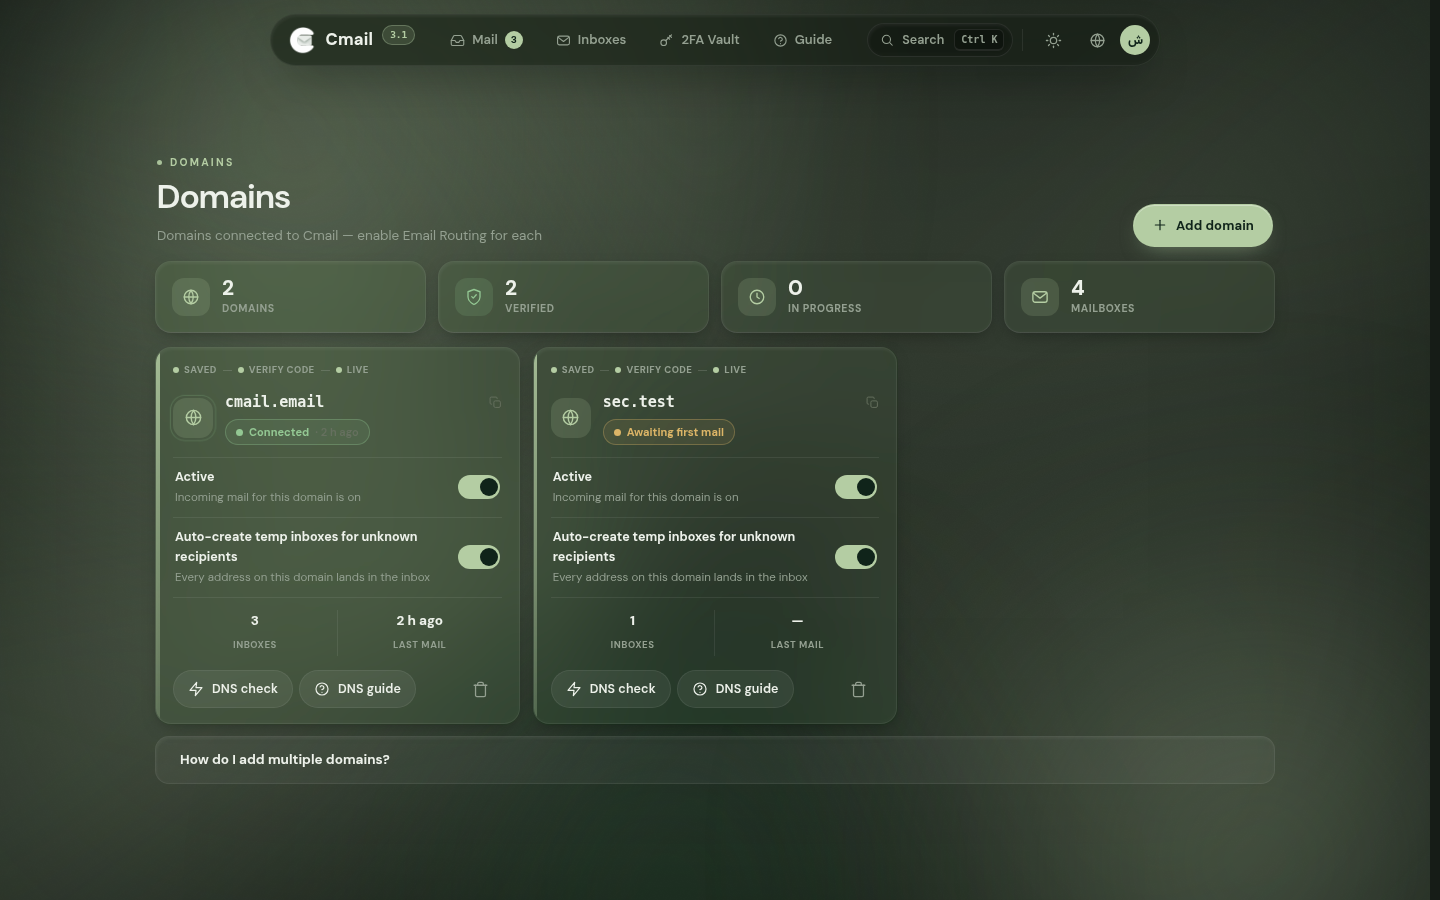 Cmail 3.1 Mail 3 Inboxes 2FA Vault Guide Search Ctrl K ش
DOMAINS
Domains
Domains connected to Cmail — enable Email Routing for each
Add domain
2
DOMAINS
2
VERIFIED
0
IN PROGRESS
4
MAILBOXES
SAVED — VERIFY CODE — LIVE
cmail.email
Connected · 2 h ago
Active
Incoming mail for this domain is on
Auto-create temp inboxes for unknown
recipients
Every address on this domain lands in the inbox
3
INBOXES
2 h ago
LAST MAIL
DNS check
DNS guide
SAVED — VERIFY CODE — LIVE
sec.test
Awaiting first mail
Active
Incoming mail for this domain is on
Auto-create temp inboxes for unknown
recipients
Every address on this domain lands in the inbox
1
INBOXES
—
LAST MAIL
DNS check
DNS guide
How do I add multiple domains?